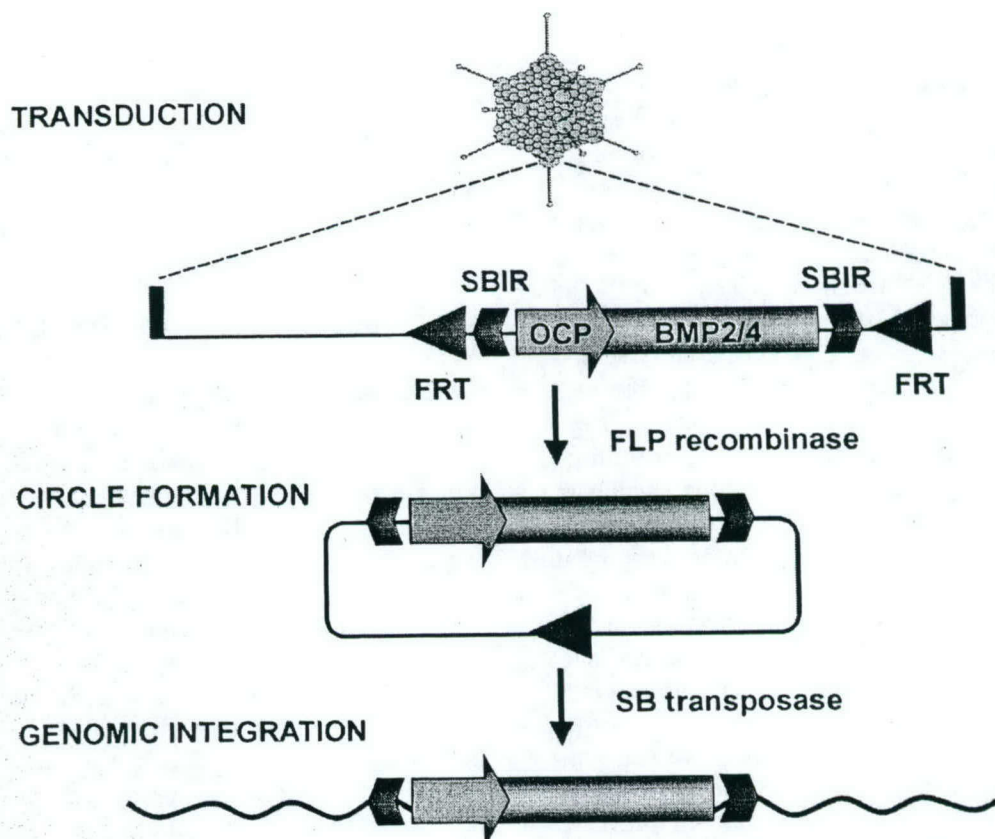 TRANSDUCTION
SBIR
SBIR
OCP
BMP2/4
FRT
FRT
FLP recombinase
CIRCLE FORMATION
SB transposase
GENOMIC INTEGRATION